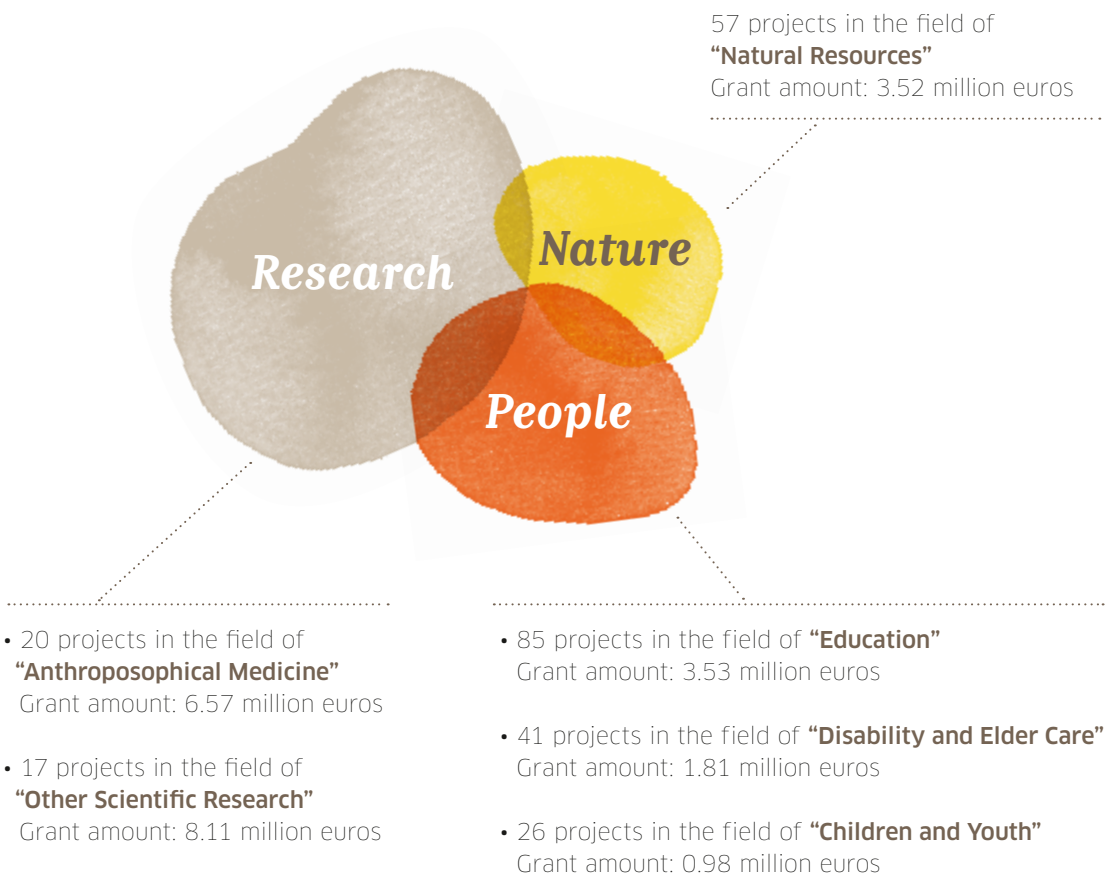 57 projects in the field of
“Natural Resources”
Grant amount: 3.52 million euros
Research
Nature
People
• 20 projects in the field of
“Anthroposophical Medicine”
Grant amount: 6.57 million euros
• 17 projects in the field of
“Other Scientific Research”
Grant amount: 8.11 million euros
• 85 projects in the field of “Education”
Grant amount: 3.53 million euros
• 41 projects in the field of “Disability and Elder Care”
Grant amount: 1.81 million euros
• 26 projects in the field of “Children and Youth”
Grant amount: 0.98 million euros